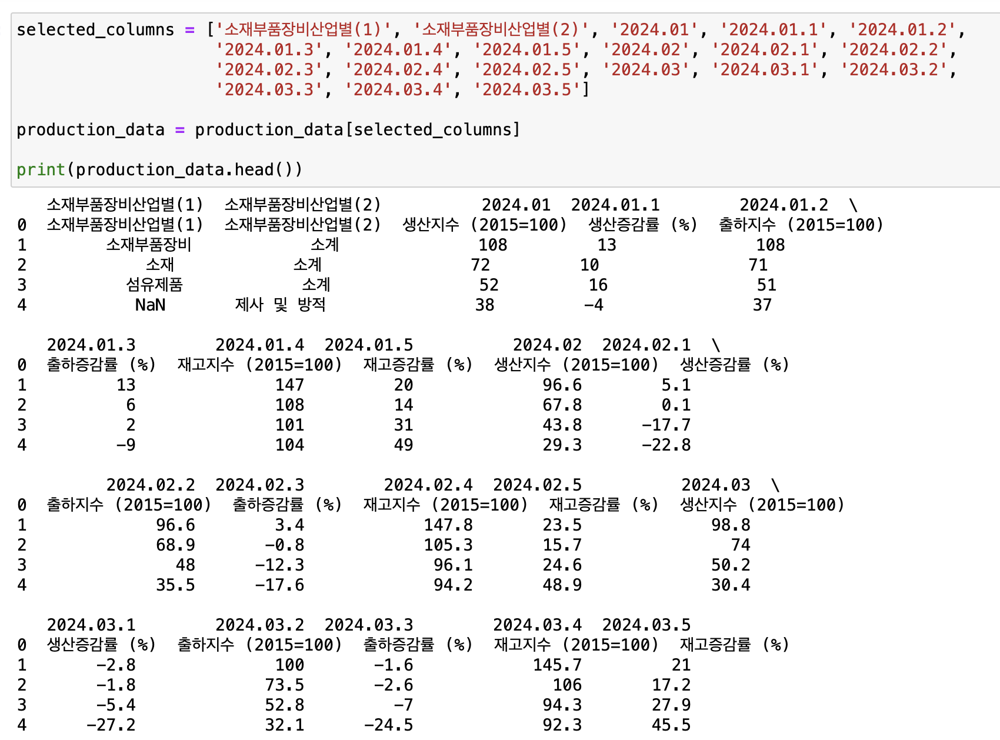 selected_columns = ['소재부품장비산업별(1)', '소재부품장비산업별(2)', '2024.01', '2024.01.1', '2024.01.2',
'2024.01.3', '2024.01.4', '2024.01.5', '2024.02', '2024.02.1', '2024.02.2',
'2024.02.3', '2024.02.4', '2024.02.5', '2024.03', '2024.03.1', '2024.03.2',
'2024.03.3', '2024.03.4', '2024.03.5']
production_data = production_data[selected_columns]
print(production_data.head())
소재부품장비산업별(1) 소재부품장비산업별(2) 2024.01 2024.01.1 2024.01.2 \
0 소재부품장비산업별(1) 소재부품장비산업별(2) 생산지수 (2015=100) 생산증감률 (%) 출하지수 (2015=100)
1 소재부품장비 소계 108 13 108
2 소재 소계 72 10 71
3 섬유제품 소계 52 16 51
4 NaN 제사 및 방적 38 -4 37
2024.01.3 2024.01.4 2024.01.5 2024.02 2024.02.1 \
0 출하증감률 (%) 재고지수 (2015=100) 재고증감률 (%) 생산지수 (2015=100) 생산증감률 (%)
1 13 147 20 96.6 5.1
2 6 108 14 67.8 0.1
3 2 101 31 43.8 -17.7
4 -9 104 49 29.3 -22.8
2024.02.2 2024.02.3 2024.02.4 2024.02.5 2024.03 \
0 출하지수 (2015=100) 출하증감률 (%) 재고지수 (2015=100) 재고증감률 (%) 생산지수 (2015=100)
1 96.6 3.4 147.8 23.5 98.8
2 68.9 -0.8 105.3 15.7 74
3 48 -12.3 96.1 24.6 50.2
4 35.5 -17.6 94.2 48.9 30.4
2024.03.1 2024.03.2 2024.03.3 2024.03.4 2024.03.5
0 생산증감률 (%) 출하지수 (2015=100) 출하증감률 (%) 재고지수 (2015=100) 재고증감률 (%)
1 -2.8 100 -1.6 145.7 21
2 -1.8 73.5 -2.6 106 17.2
3 -5.4 52.8 -7 94.3 27.9
4 -27.2 32.1 -24.5 92.3 45.5